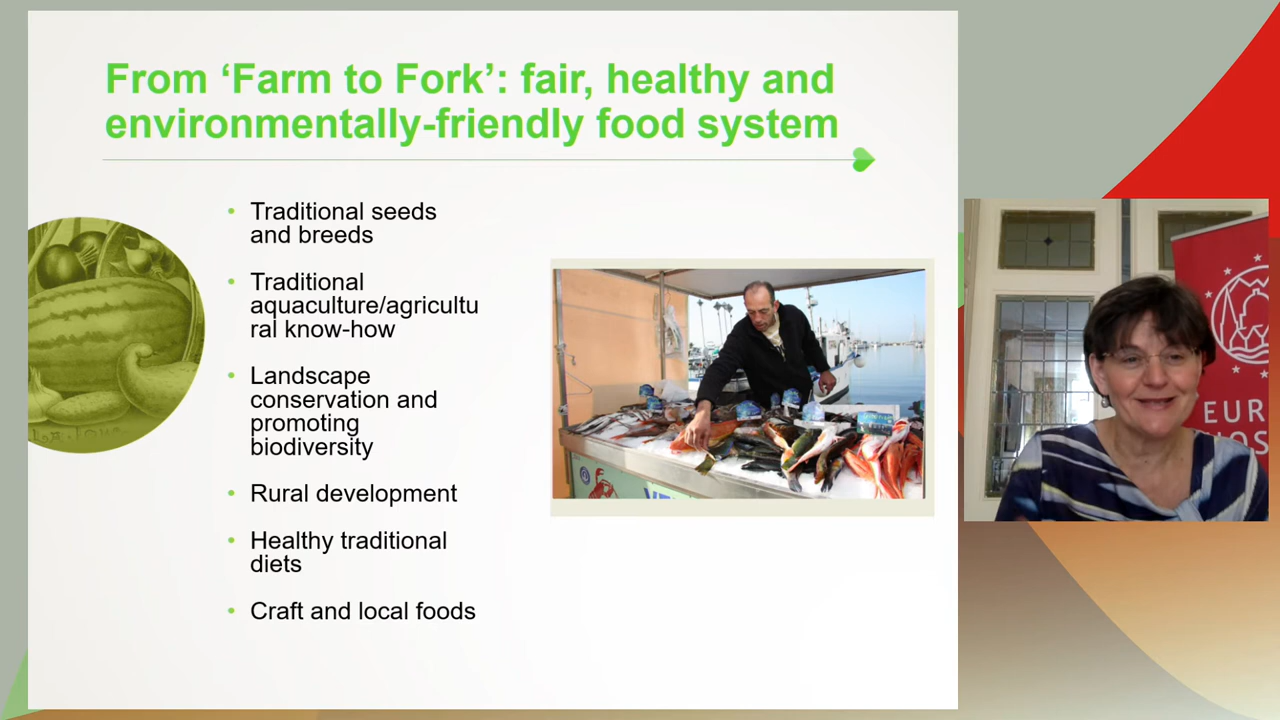 From ‘Farm to Fork’: fair, healthy and
environmentally-friendly food system
• Traditional seeds
and breeds
• Traditional
aquaculture/agricultu
ral know-how
• Landscape
conservation and
promoting
biodiversity
• Rural development
• Healthy traditional
diets
• Craft and local foods
EUR